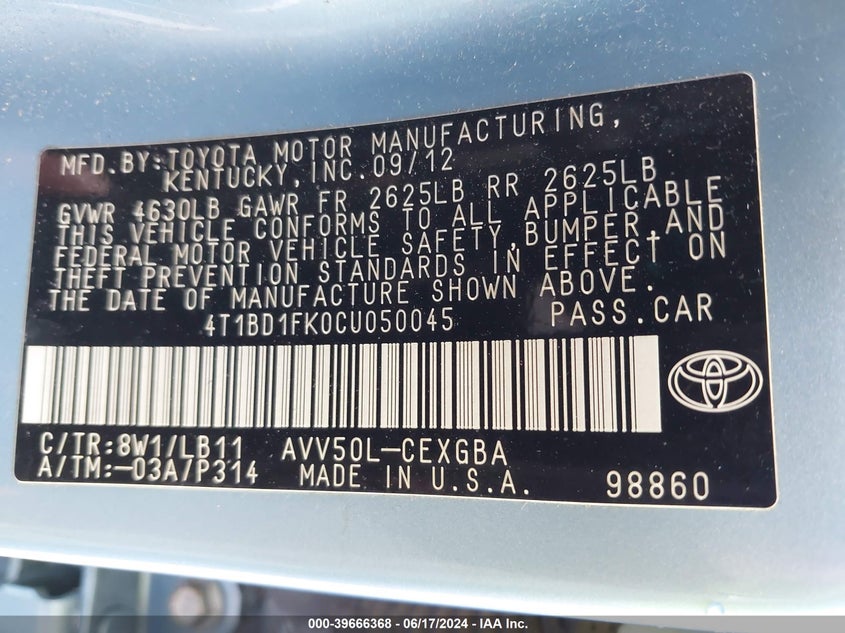 MFD.BY:TOYOTA MOTOR MANUFACTURING,
KENTUCKY, INC.09/12
GVWR 4630LB GAWR FR 2625LB RR 2625LB
THIS VEHICLE CONFORMS TO ALL APPLICABLE
FEDERAL MOTOR VEHICLE SAFETY,BUMPER,AND
THEFT PREVENTION STANDARDS IN EFFECT ON
THE DATE OF MANUFACTURE SHOWN ABOVE.
4T1BD1FK0CU050045 PASS.CAR
C/TR:8W1/LB11 AVV50L-CEXGBA
A/TM:-03A/P314 MADE IN U.S.A. 98860
000-39666368 - 06/17/2024 - IAA Inc.